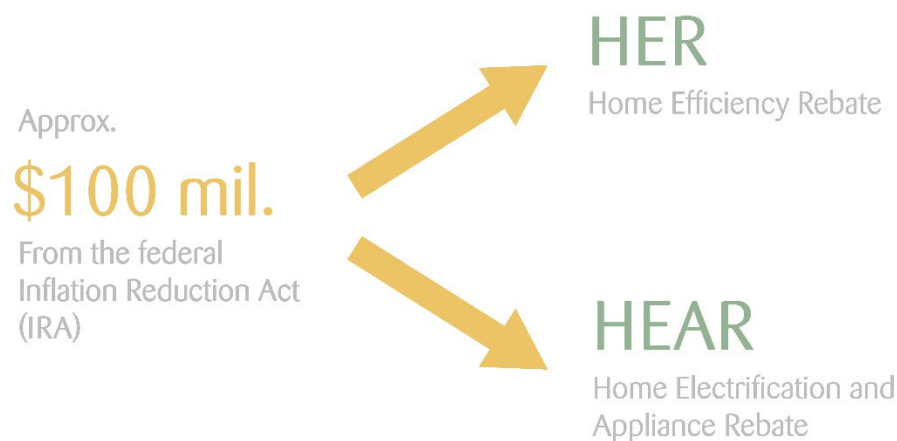 Approx.
$100 mil.
From the federal
Inflation Reduction Act
(IRA)
HER
Home Efficiency Rebate
HEAR
Home Electrification and
Appliance Rebate